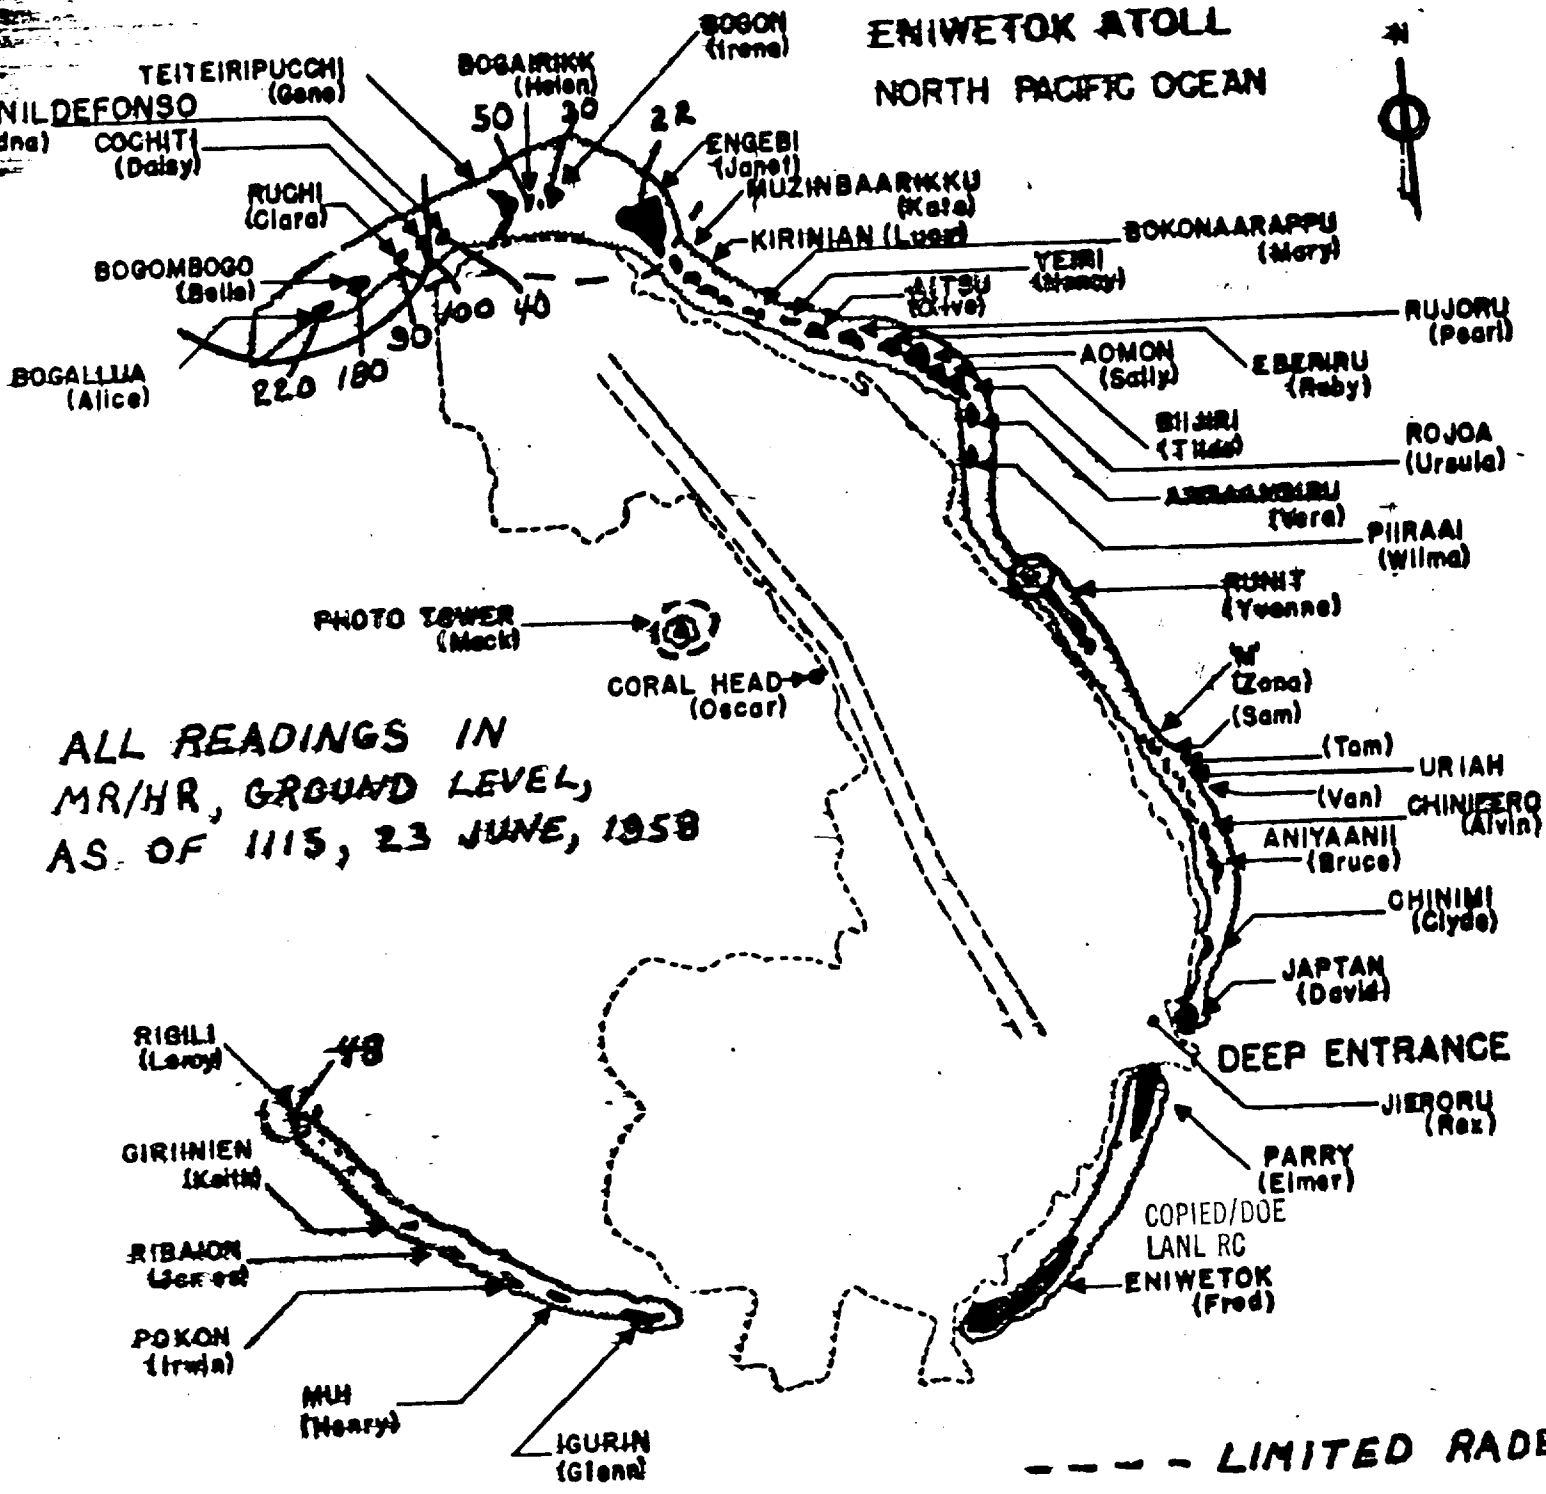 ENIWETOK ATOLL
NORTH PACIFIC OCEAN
N
BOGON
(Irene)
BOGAIRIKK
(Helen)
TEITEIRIPUCCHI
(Gene)
NILDEFONSO
dna)
COCHITI
(Daisy)
RUCHI
(Clara)
BOGOMBOGO
(Belle)
BOGALLUA
(Alice)
50
30
22
220
180
90
100
40
ENGEBI
(Janet)
1
MUZINBAARIKKU
(Kate)
KIRINIAN (Lucy)
BOKONAARAPPU
(Mary)
YEIRI
(Nancy)
AITSU
(Olive)
RUJORU
(Pearl)
EBERIRU
(Ruby)
AOMON
(Sally)
BIIJIRI
(Tilda)
ROJOA
(Ursula)
(Vera)
PIIRAAI
(Wilma)
RUNIT
(Yvonne)
PHOTO TOWER
(Mack)
CORAL HEAD
(Oscar)
'M'
(Zona)
(Sam)
(Tom)
URIAH
(Van)
CHINIEERO
(Alvin)
ANIYAANII
(Bruce)
CHINIMI
(Clyde)
JAPTAN
(David)
DEEP ENTRANCE
JIERORU
(Rex)
PARRY
(Elmer)
COPIED/DOE
LANL RC
ENIWETOK
(Fred)
ALL READINGS IN
MR/HR, GROUND LEVEL,
AS OF 1115, 23 JUNE, 1958
RIGILI
(Leroy)
48
GIRIINIEN
(Keith)
RIBAION
(James)
POKON
(Irwin)
MUI
(Henry)
IGURIN
(Glenn)
---- LIMITED RADE